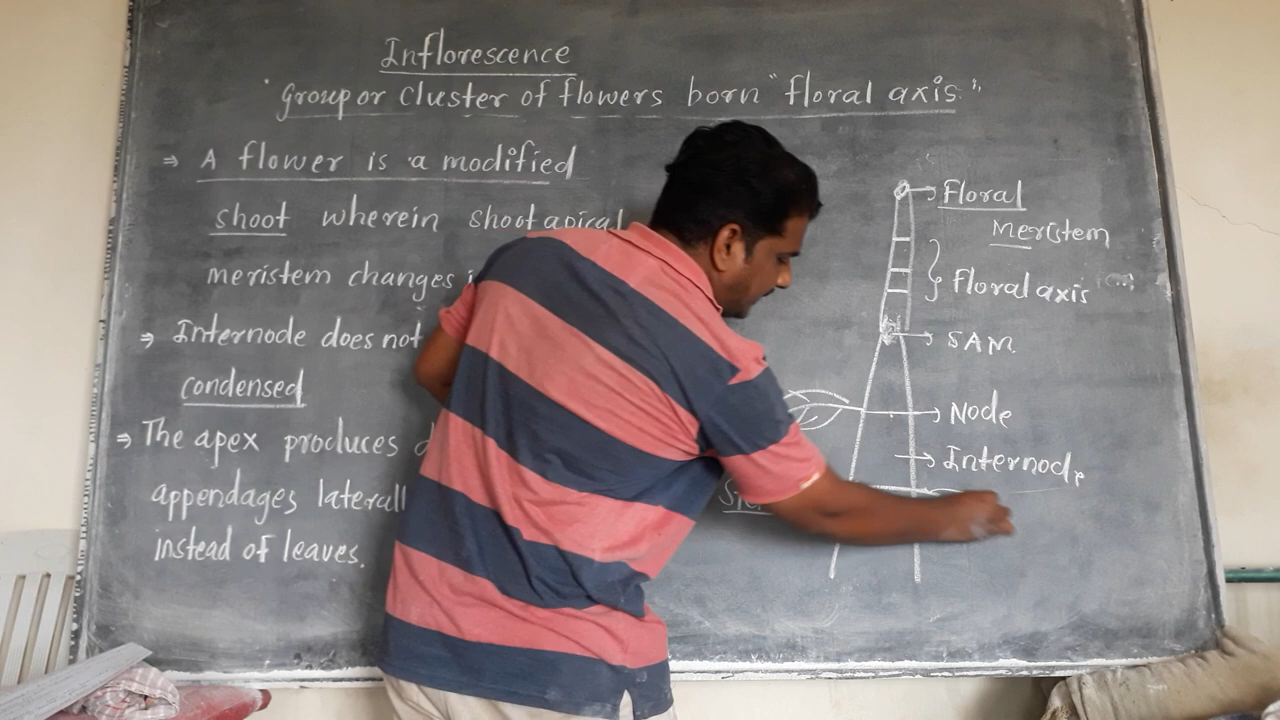 Inflorescence
"Group or cluster of flowers born "floral axis"
⇒ A flower is a modified
shoot wherein shoot apical
meristem changes
⇒ Internode does not
condensed
⇒ The apex produces
appendages laterall
instead of leaves.
Floral
Meristem
floral axis
SAM
Node
Internode